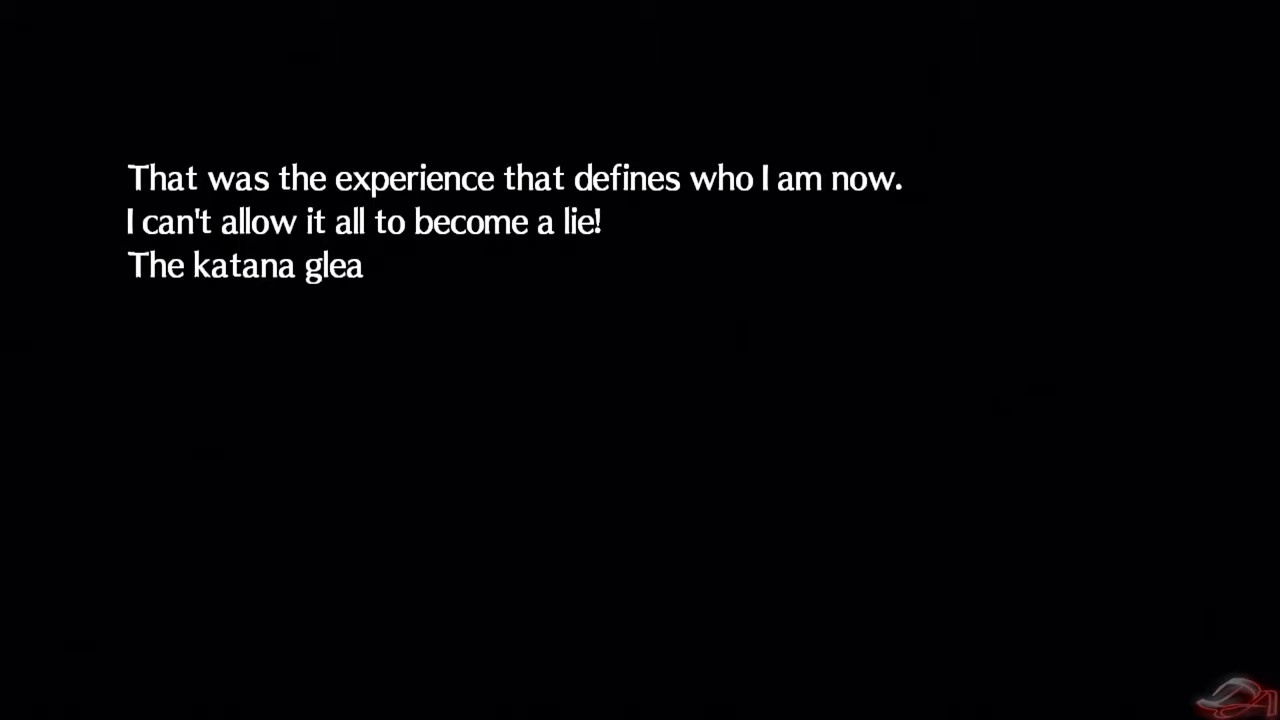 That was the experience that defines who I am now.
I can't allow it all to become a lie!
The katana glea